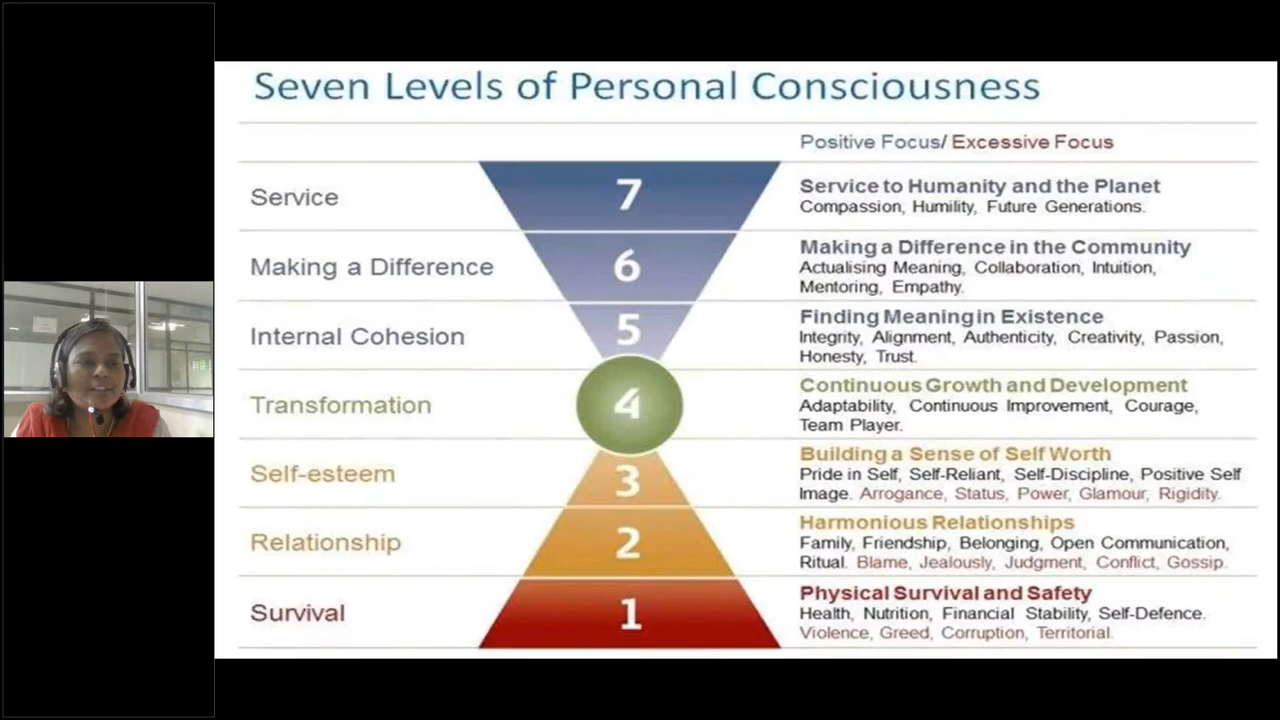 Seven Levels of Personal Consciousness
Positive Focus/ Excessive Focus
Service
7
Service to Humanity and the Planet
Compassion, Humility, Future Generations.
Making a Difference
6
Making a Difference in the Community
Actualising Meaning, Collaboration, Intuition,
Mentoring, Empathy.
Internal Cohesion
5
Finding Meaning in Existence
Integrity, Alignment, Authenticity, Creativity, Passion,
Honesty, Trust.
Transformation
4
Continuous Growth and Development
Adaptability, Continuous Improvement, Courage,
Team Player.
Self-esteem
3
Building a Sense of Self Worth
Pride in Self, Self-Reliant, Self-Discipline, Positive Self
Image. Arrogance, Status, Power, Glamour, Rigidity.
Relationship
2
Harmonious Relationships
Family, Friendship, Belonging, Open Communication,
Ritual. Blame, Jealously, Judgment, Conflict, Gossip.
Survival
1
Physical Survival and Safety
Health, Nutrition, Financial Stability, Self-Defence.
Violence, Greed, Corruption, Territorial.